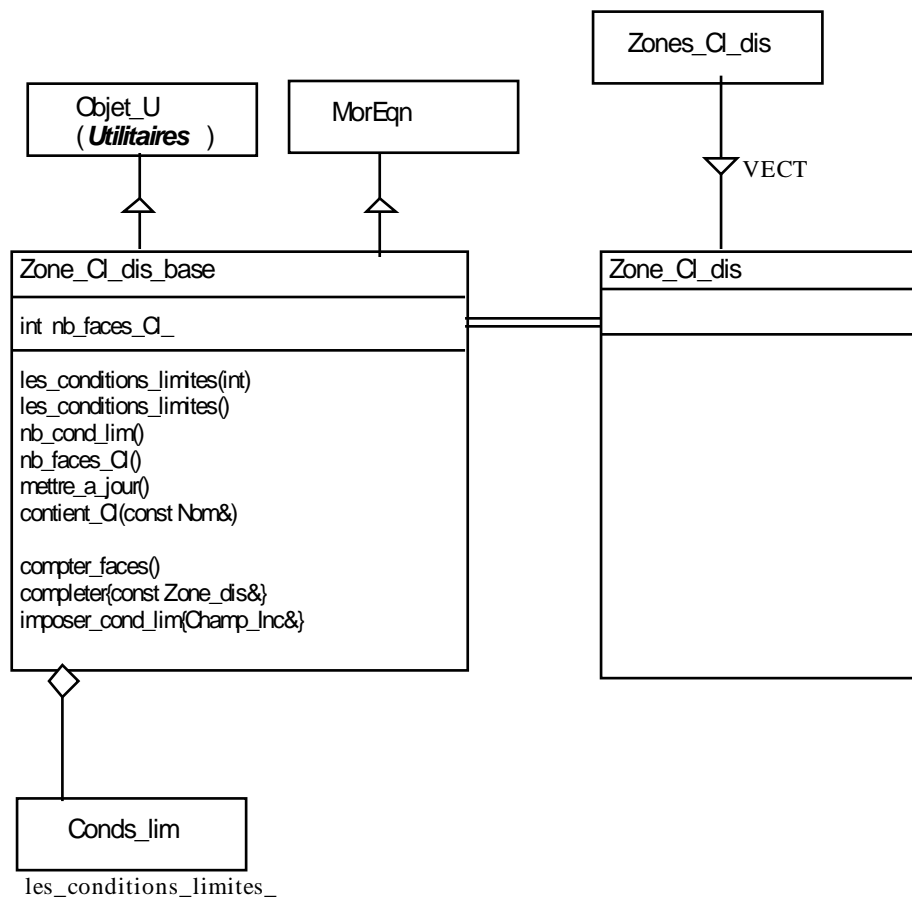 Zones_Cl_dis
Objet_U
( Utilitaires )
MorEqn
VECT
Zone_Cl_dis_base
Zone_Cl_dis
int nb_faces_Cl_
les_conditions_limites(int)
les_conditions_limites()
nb_cond_lim()
nb_faces_Cl()
mettre_a_jour()
contient_Cl(const Nom&)
compter_faces()
completer{const Zone_dis&}
imposer_cond_lim{Champ_Inc&}
Conds_lim
les_conditions_limites_